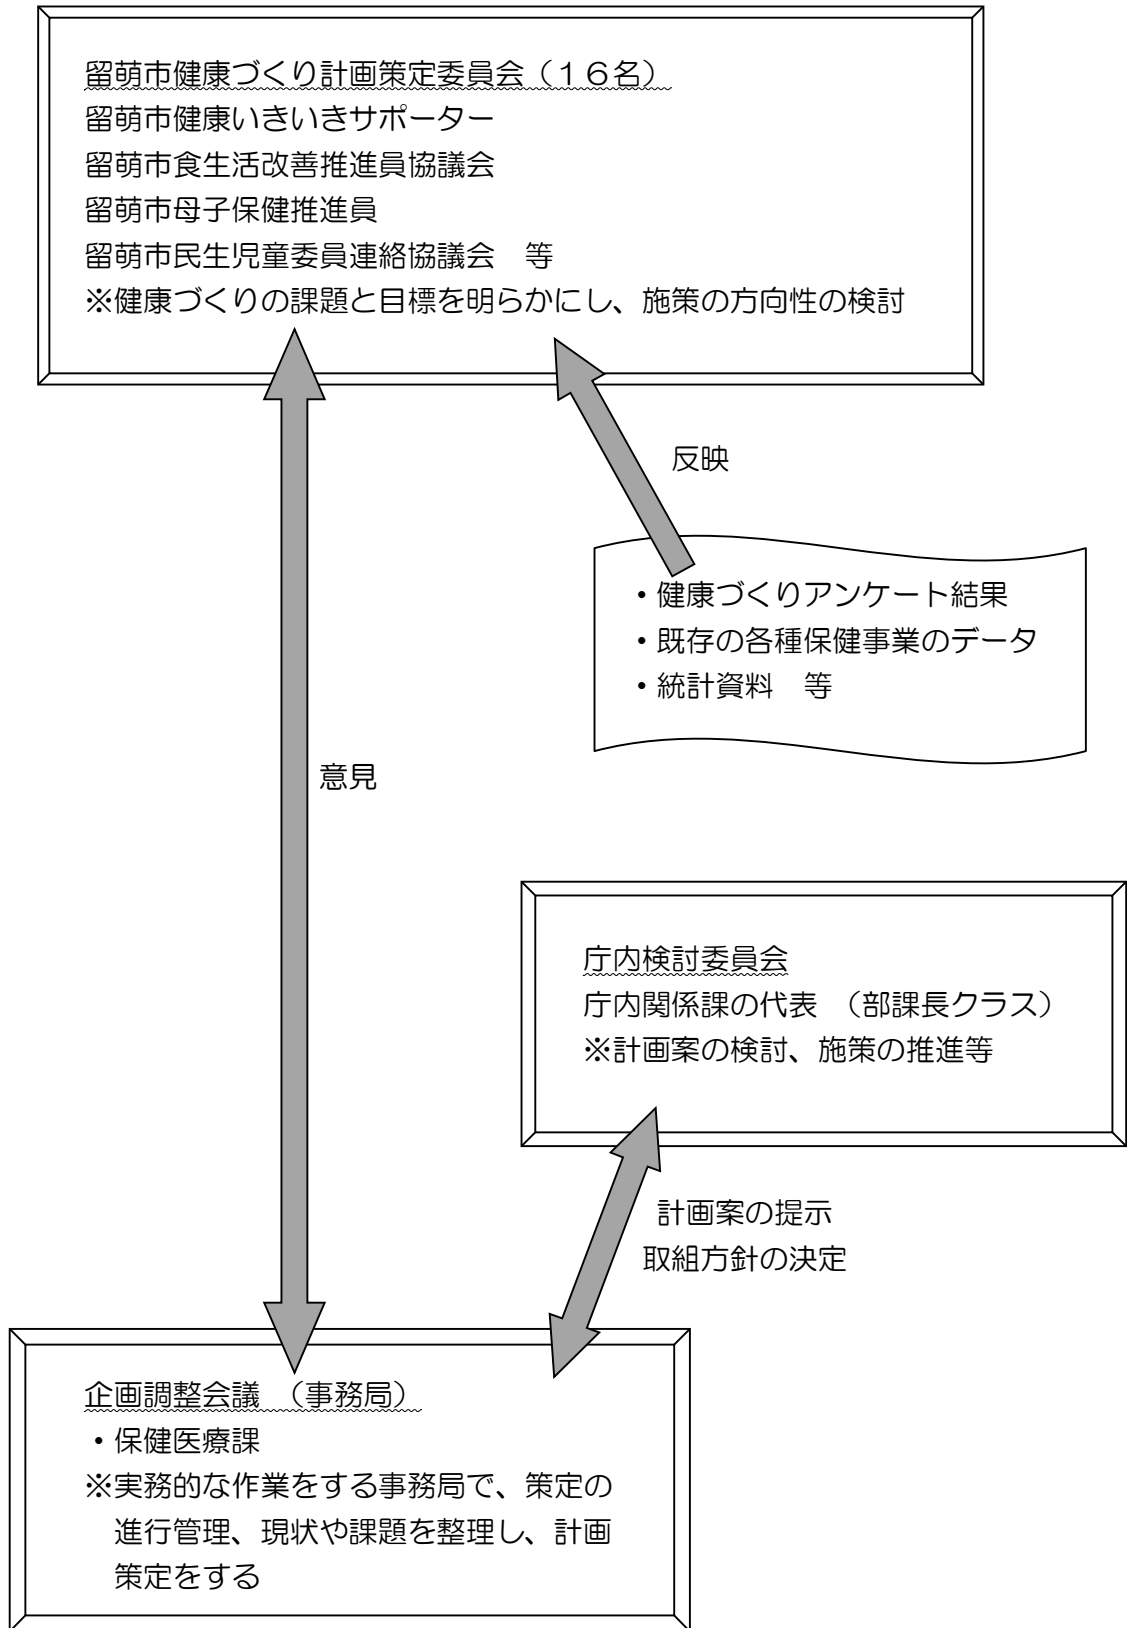 留萌市健康づくり計画策定委員会（１６名）
留萌市健康いきいきサポーター
留萌市食生活改善推進員協議会
留萌市母子保健推進員
留萌市民生児童委員連絡協議会　等
※健康づくりの課題と目標を明らかにし、施策の方向性の検討
反映
・健康づくりアンケート結果
・既存の各種保健事業のデータ
・統計資料　等
意見
庁内検討委員会
庁内関係課の代表　（部課長クラス）
※計画案の検討、施策の推進等
計画案の提示
取組方針の決定
企画調整会議　（事務局）
・保健医療課
※実務的な作業をする事務局で、策定の
進行管理、現状や課題を整理し、計画
策定をする